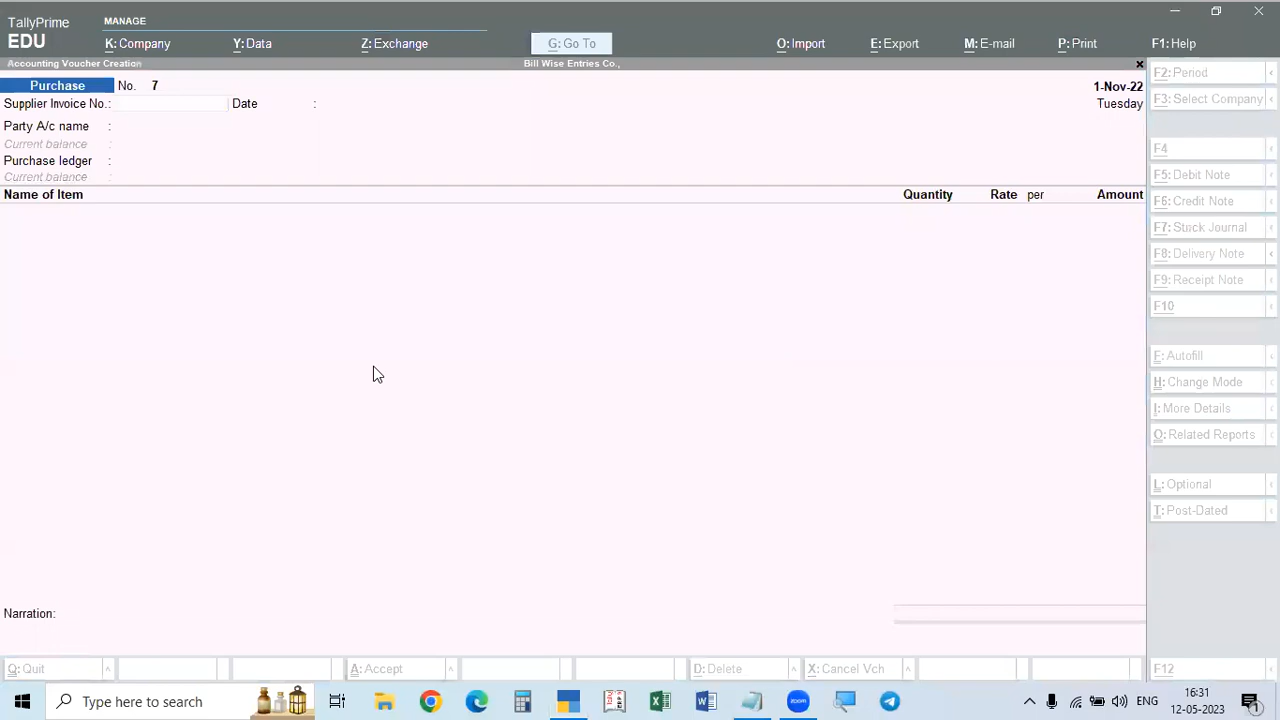 TallyPrime
EDU
MANAGE
K: Company
Y: Data
Z: Exchange
G: Go To
O: Import
E: Export
M: E-mail
P: Print
F1: Help
Accounting Voucher Creation
Bill Wise Entries Co.,
Purchase No. 7
1-Nov-22
Supplier Invoice No.:
Date :
Tuesday
Party A/c name :
Current balance :
Purchase ledger :
Current balance :
Name of Item Quantity Rate per Amount
Narration:
F2: Period
F3: Select Company
F4
F5: Debit Note
F6: Credit Note
F7: Stock Journal
F8: Delivery Note
F9: Receipt Note
F10
F: Autofill
H: Change Mode
I: More Details
O: Related Reports
L: Optional
T: Post-Dated
Q: Quit
A: Accept
D: Delete
X: Cancel Vch
F12
Type here to search
zoom
ENG
16:31
12-05-2023
1